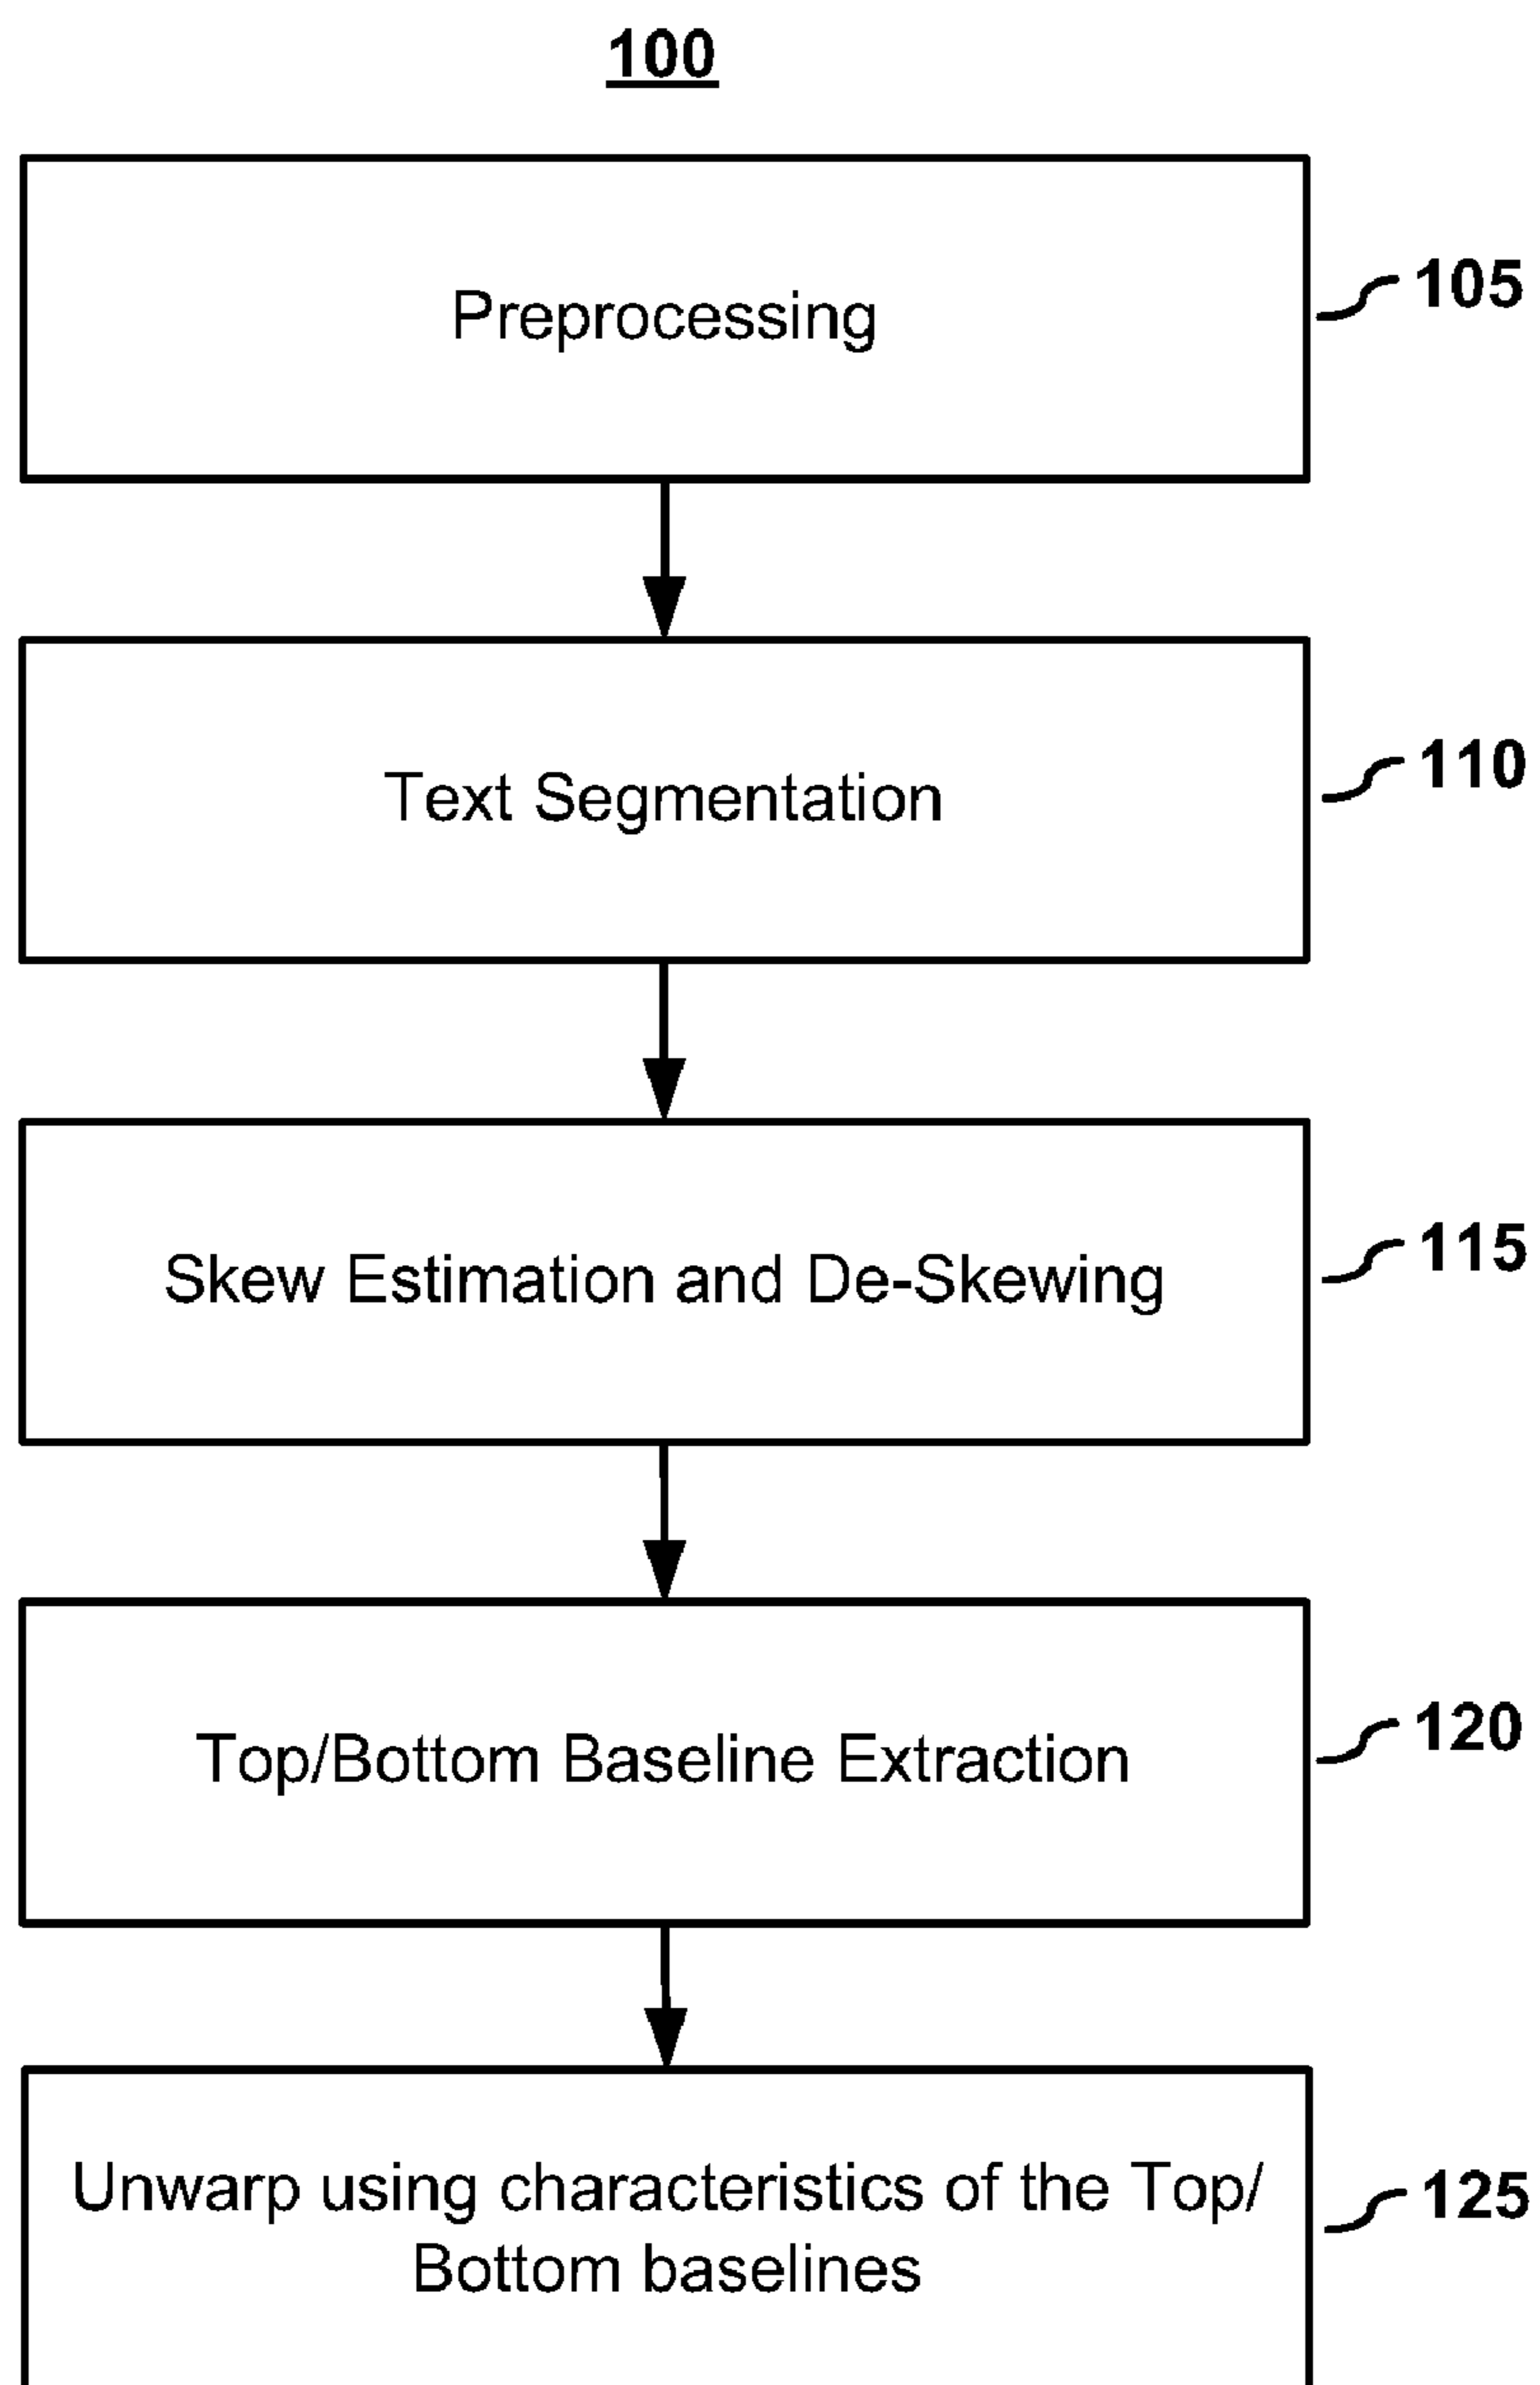 100
Preprocessing
105
Text Segmentation
110
Skew Estimation and De-Skewing
115
Top/Bottom Baseline Extraction
120
Unwarp using characteristics of the Top/
Bottom baselines
125